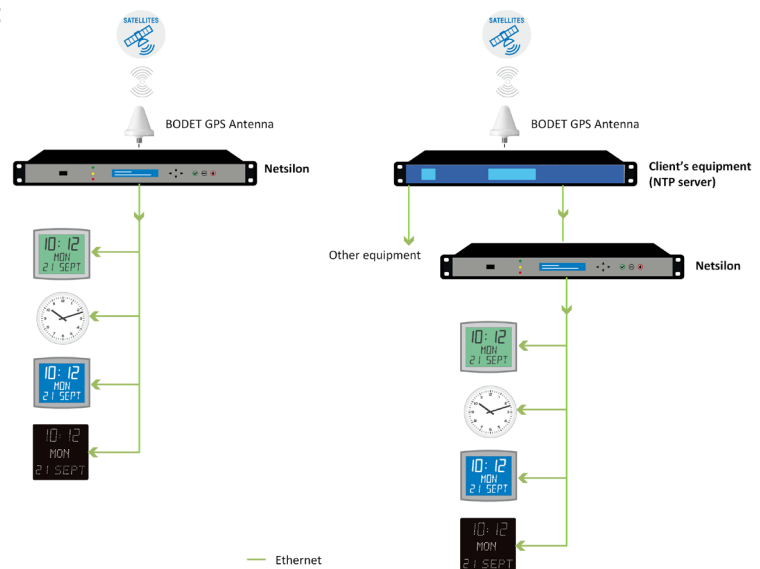 SATELLITES
BODET GPS Antenna
Netsilon
10:12
MON
21 SEPT
10:12
MON
21 SEPT
10:12
MON
21 SEPT
SATELLITES
BODET GPS Antenna
Client's equipment
(NTP server)
Other equipment
Netsilon
10:12
MON
21 SEPT
10:12
MON
21 SEPT
10:12
MON
21 SEPT
Ethernet